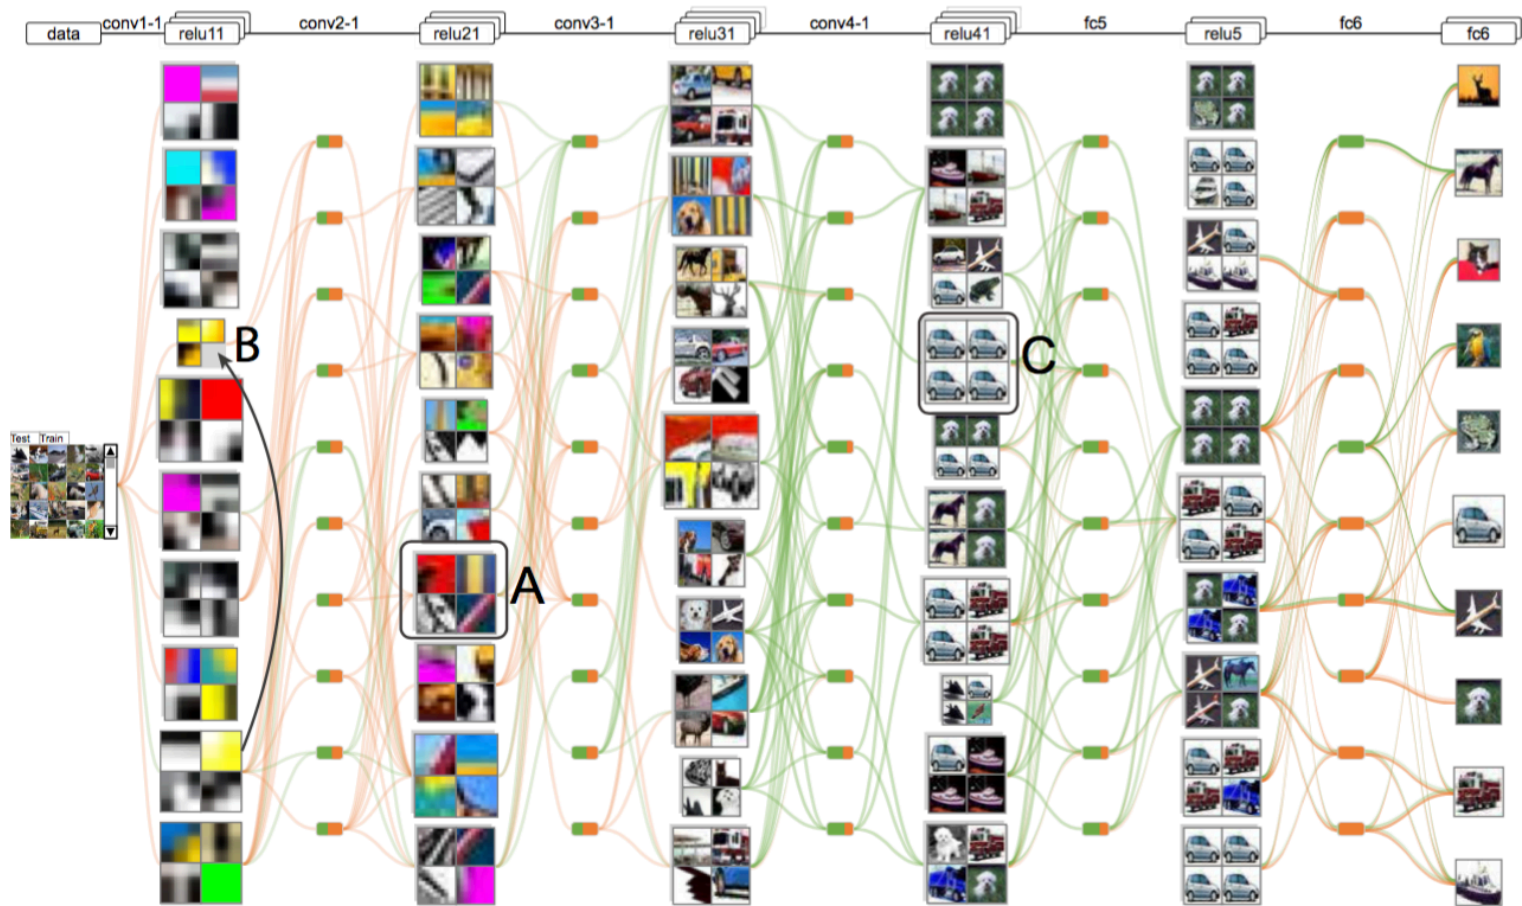 data conv1-1 relu11 conv2-1 relu21 conv3-1 relu31 conv4-1 relu41 fc5 relu5 fc6 fc6
B
C
Test Train
A